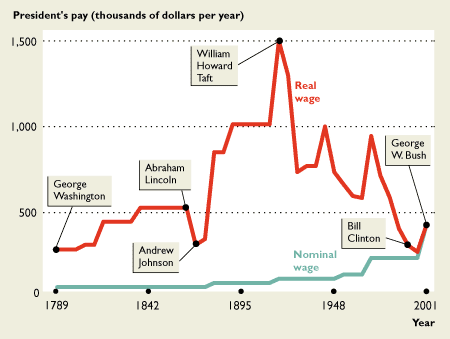 President's pay (thousands of dollars per year)
1,500
1,000
500
0
William
Howard
Taft
Real
wage
George
W. Bush
Abraham
Lincoln
George
Washington
Andrew
Johnson
Bill
Clinton
Nominal
wage
1789
1842
1895
1948
2001
Year